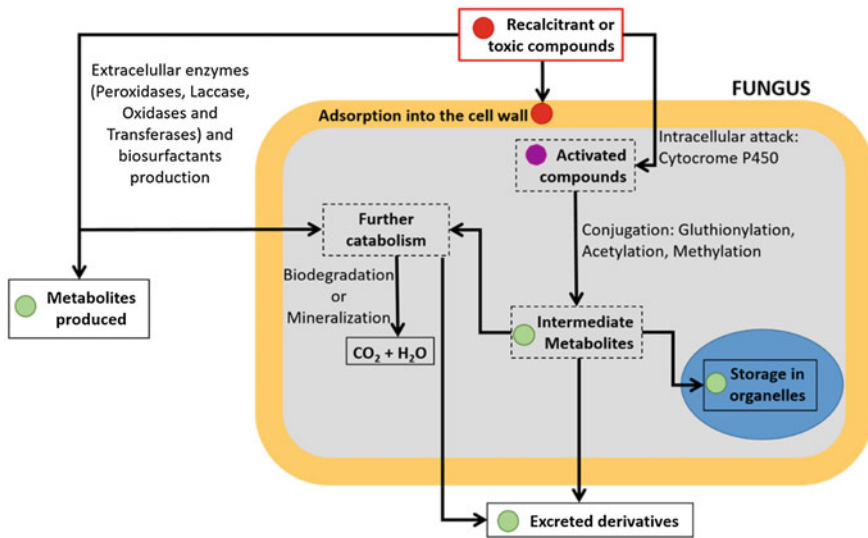 Recalcitrant or
toxic compounds
Extracelullar enzymes
(Peroxidases, Laccase,
Oxidases and
Transferases) and
biosurfactants
production
FUNGUS
Adsorption into the cell wall
Intracellular attack:
Cytocrome P450
Activated
compounds
Further
catabolism
Conjugation: Gluthionylation,
Acetylation, Methylation
Biodegradation
or
Mineralization
Metabolites
produced
Intermediate
Metabolites
CO₂ + H₂O
Storage in
organelles
Excreted derivatives